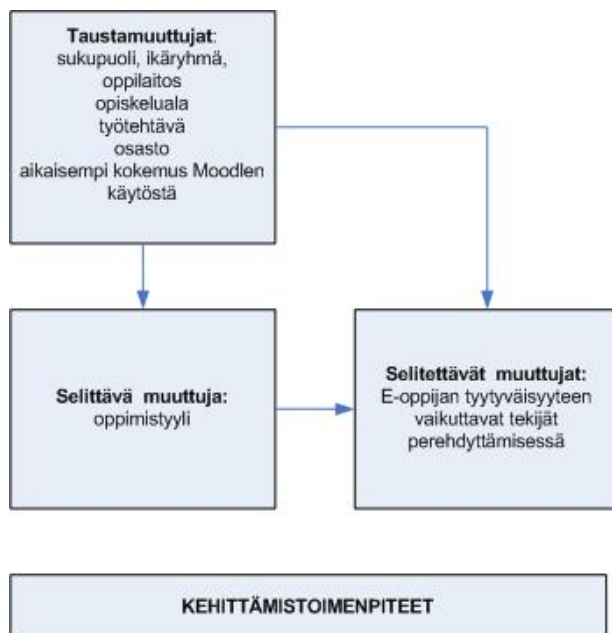 Taustamuuttujat:
sukupuoli, ikäryhmä,
oppilaitos
opiskeluala
työtehtävä
osasto
aikaisempi kokemus Moodlen
käytöstä
Selittävä muuttuja:
oppimistyyli
Selitettävät muuttujat:
E-oppijan tyytyväisyyteen
vaikuttavat tekijät
perehdyttämisessä
KEHITTÄMISTOIMENPITEET